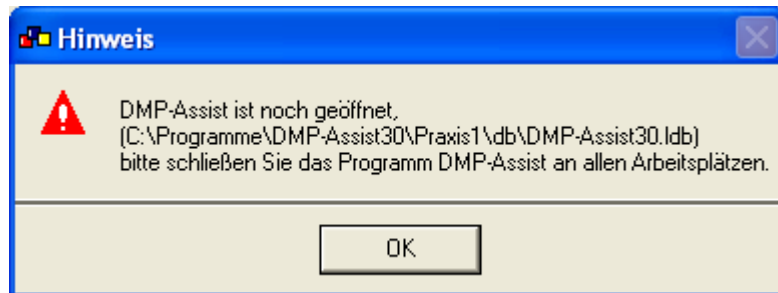 Hinweis
DMP-Assist ist noch geöffnet,
(C:\Programme\DMP-Assist30\Praxis1\db\DMP-Assist30.ldb)
bitte schließen Sie das Programm DMP-Assist an allen Arbeitsplätzen.
OK